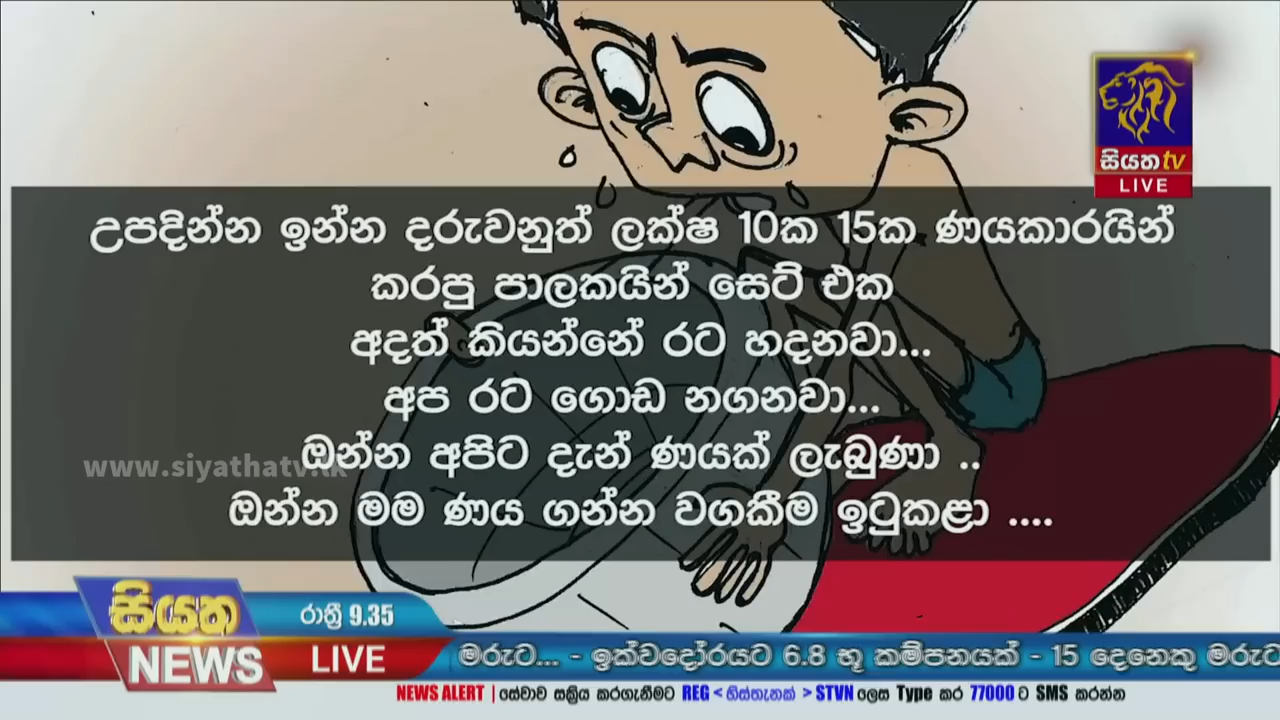 සියත tv
LIVE
උපදින්න ඉන්න දරුවනුත් ලක්ෂ 10ක 15ක ණයකාරයින්
කරපු පාලකයින් සෙට් එක
අදත් කියන්නේ රට හදනවා...
අප රට ගොඩ නගනවා...
ඔන්න අපිට දැන් ණයක් ලැබුණා ..
ඔන්න මම ණය ගන්න වගකීම ඉටුකළා ....
www.siyathatv.lk
සියත NEWS
රාත්‍රී 9.35
LIVE
මරුට... - ඉක්වදෝරයට 6.8 භූ කම්පනයක් - 15 දෙනෙකු මරුට
NEWS ALERT | සේවාව සක්‍රිය කරගැනීමට REG < හිස්තැනක් > STVN ලෙස Type කර 77000 ට SMS කරන්න